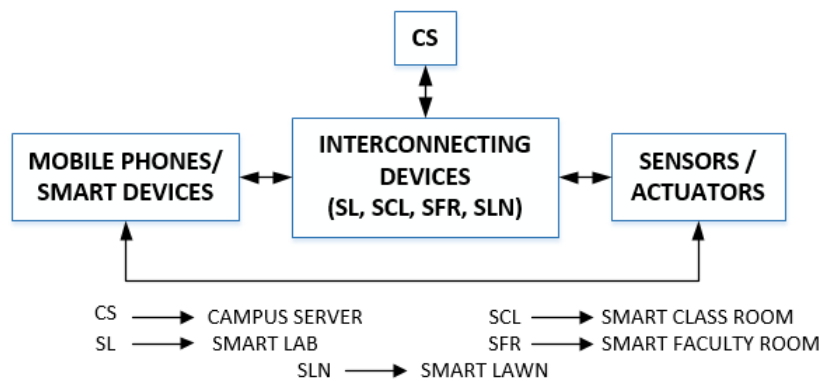 CS
INTERCONNECTING
DEVICES
(SL, SCL, SFR, SLN)
MOBILE PHONES/
SMART DEVICES
SENSORS /
ACTUATORS
CS CAMPUS SERVER
SL SMART LAB
SCL SMART CLASS ROOM
SFR SMART FACULTY ROOM
SLN SMART LAWN